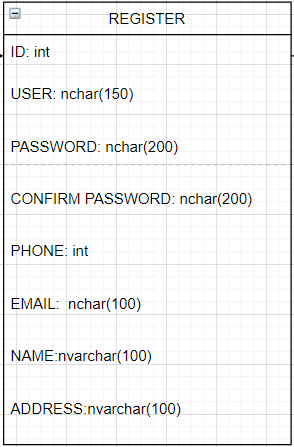 REGISTER
ID: int
USER: nchar(150)
PASSWORD: nchar(200)
CONFIRM PASSWORD: nchar(200)
PHONE: int
EMAIL:  nchar(100)
NAME:nvarchar(100)
ADDRESS:nvarchar(100)